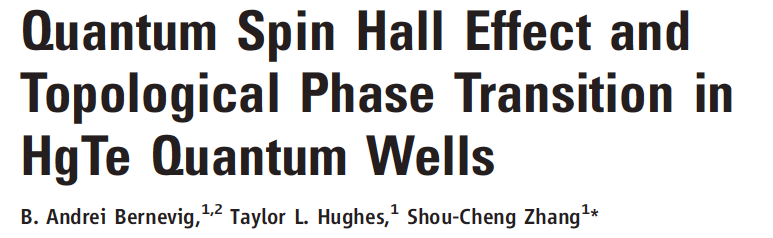 Quantum Spin Hall Effect and
Topological Phase Transition in
HgTe Quantum Wells
B. Andrei Bernevig,1,2 Taylor L. Hughes,1 Shou-Cheng Zhang1*